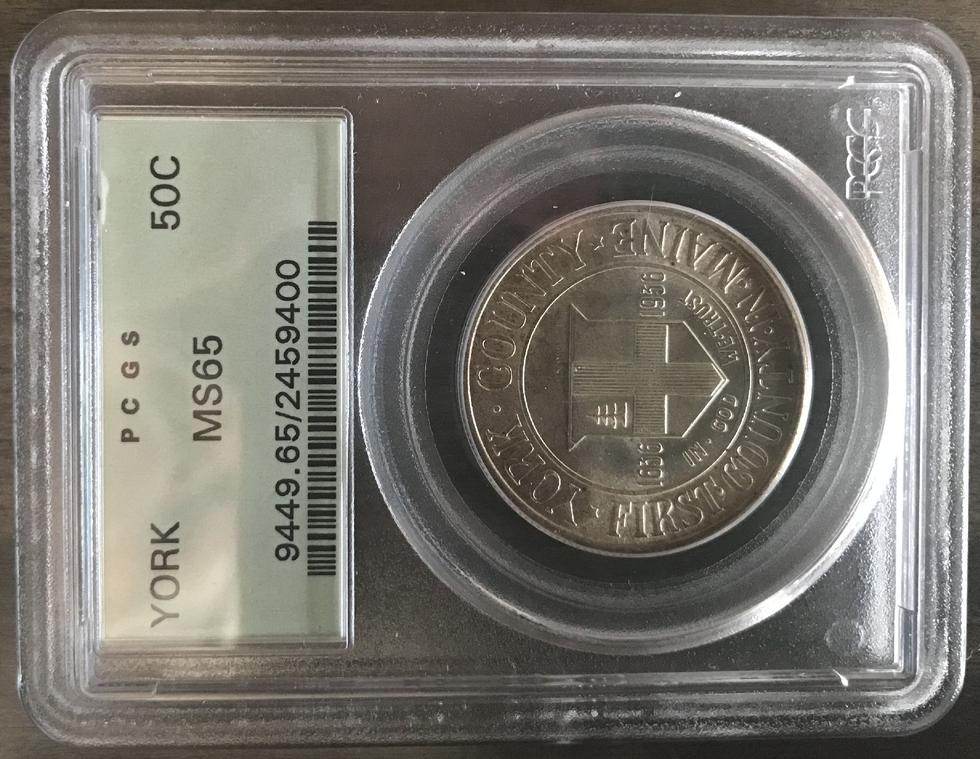 PCGS
YORK 50C
MS65
9449.65/2459400
PCGS
YORK · COUNTY
FIRST · COUNTY · IN · MAINE
1636 1936
IN · GOD · WE · TRUST